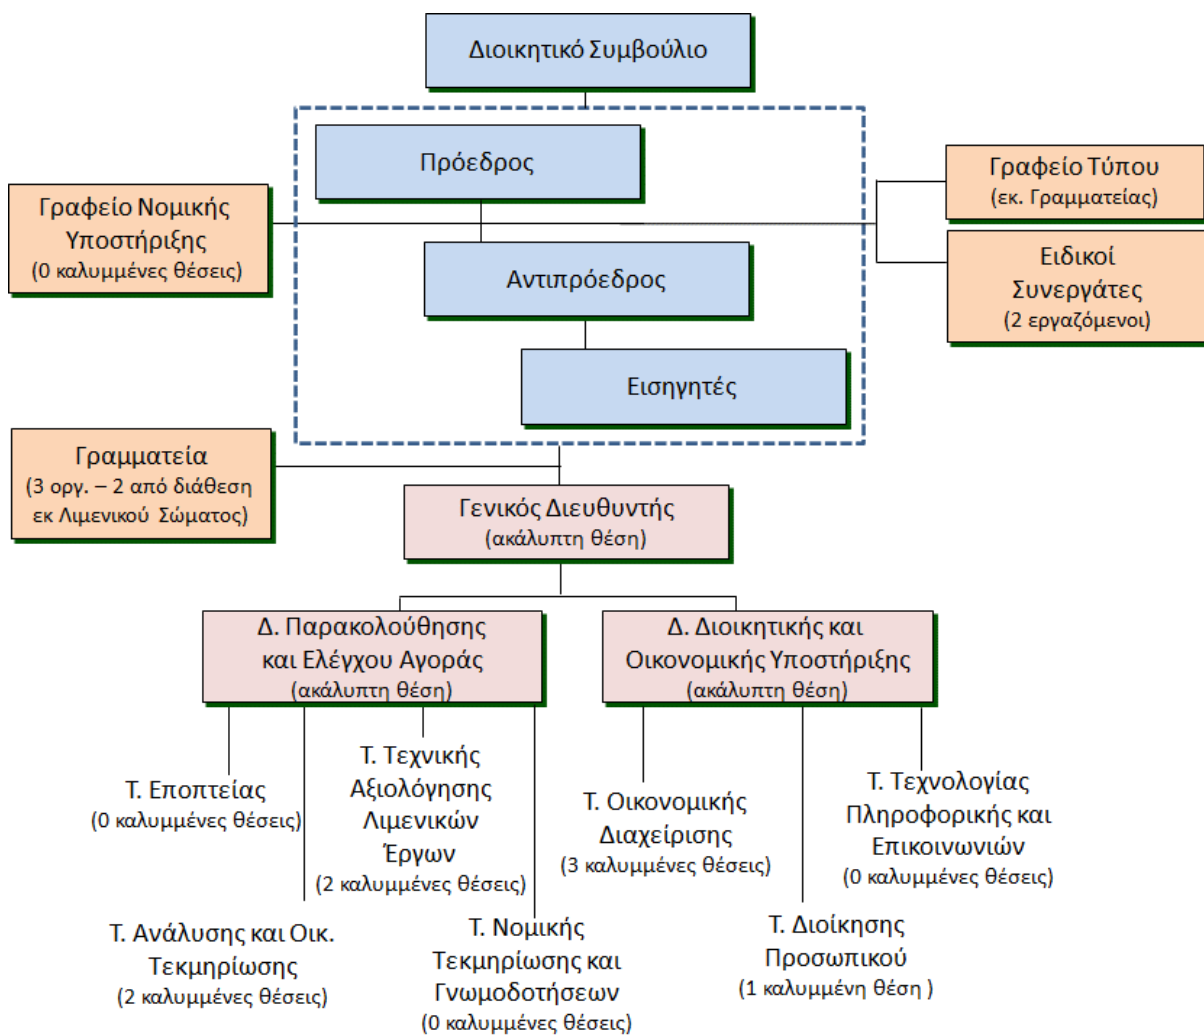 Διοικητικό Συμβούλιο
Πρόεδρος
Γραφείο Τύπου
(εκ. Γραμματείας)
Γραφείο Νομικής
Υποστήριξης
(0 καλυμμένες θέσεις)
Αντιπρόεδρος
Ειδικοί
Συνεργάτες
(2 εργαζόμενοι)
Εισηγητές
Γραμματεία
(3 οργ. – 2 από διάθεση
εκ Λιμενικού Σώματος)
Γενικός Διευθυντής
(ακάλυπτη θέση)
Δ. Παρακολούθησης
και Ελέγχου Αγοράς
(ακάλυπτη θέση)
Δ. Διοικητικής και
Οικονομικής Υποστήριξης
(ακάλυπτη θέση)
Τ. Εποπτείας
(0 καλυμμένες θέσεις)
Τ. Τεχνικής
Αξιολόγησης
Λιμενικών
Έργων
(2 καλυμμένες θέσεις)
Τ. Οικονομικής
Διαχείρισης
(3 καλυμμένες θέσεις)
Τ. Τεχνολογίας
Πληροφορικής και
Επικοινωνιών
(0 καλυμμένες θέσεις)
Τ. Ανάλυσης και Οικ.
Τεκμηρίωσης
(2 καλυμμένες θέσεις)
Τ. Νομικής
Τεκμηρίωσης και
Γνωμοδοτήσεων
(0 καλυμμένες θέσεις)
Τ. Διοίκησης
Προσωπικού
(1 καλυμμένη θέση )